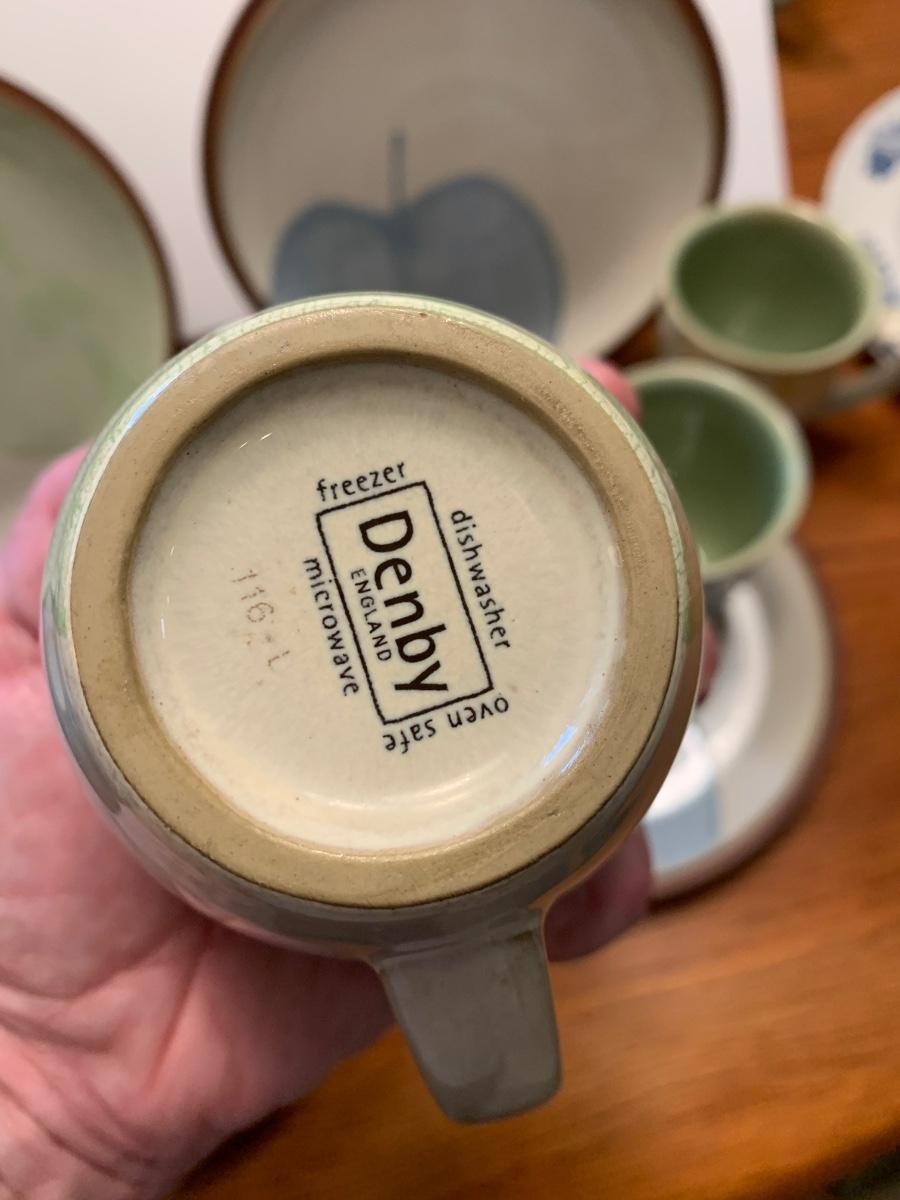 freezer
dishwasher
Denby
ENGLAND
microwave
oven safe